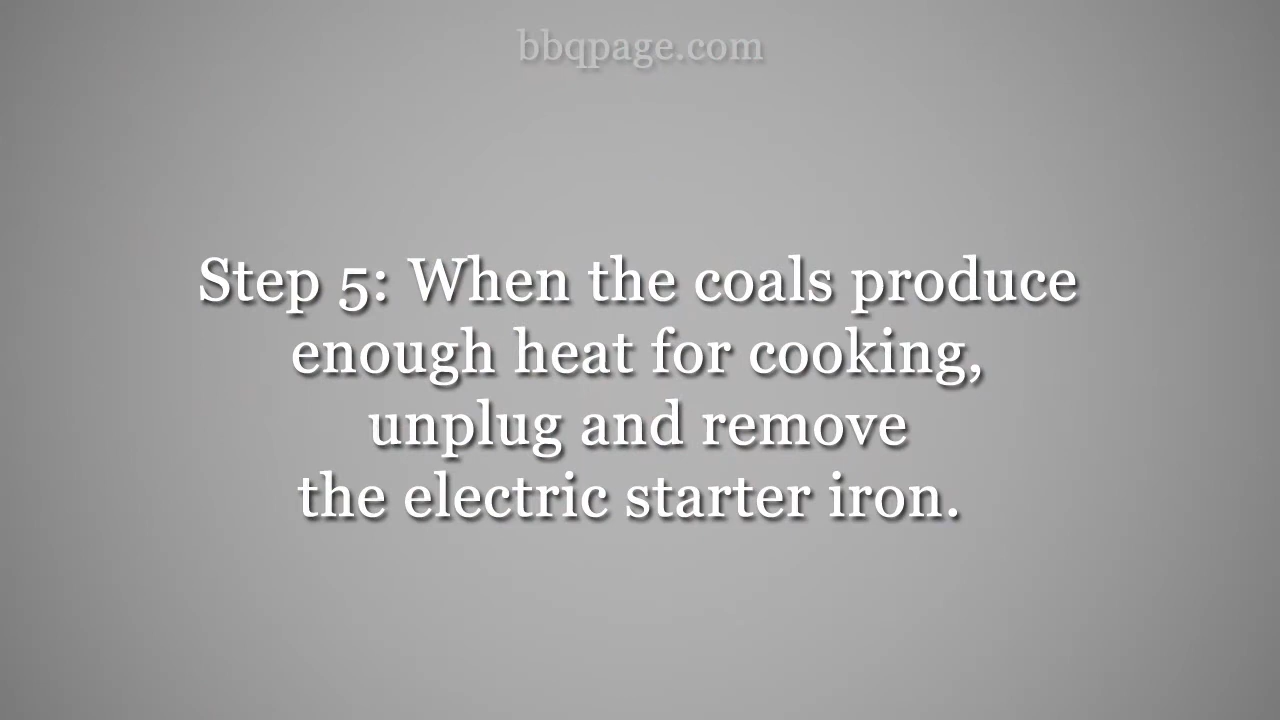 bbqpage.com
Step 5: When the coals produce
enough heat for cooking,
unplug and remove
the electric starter iron.